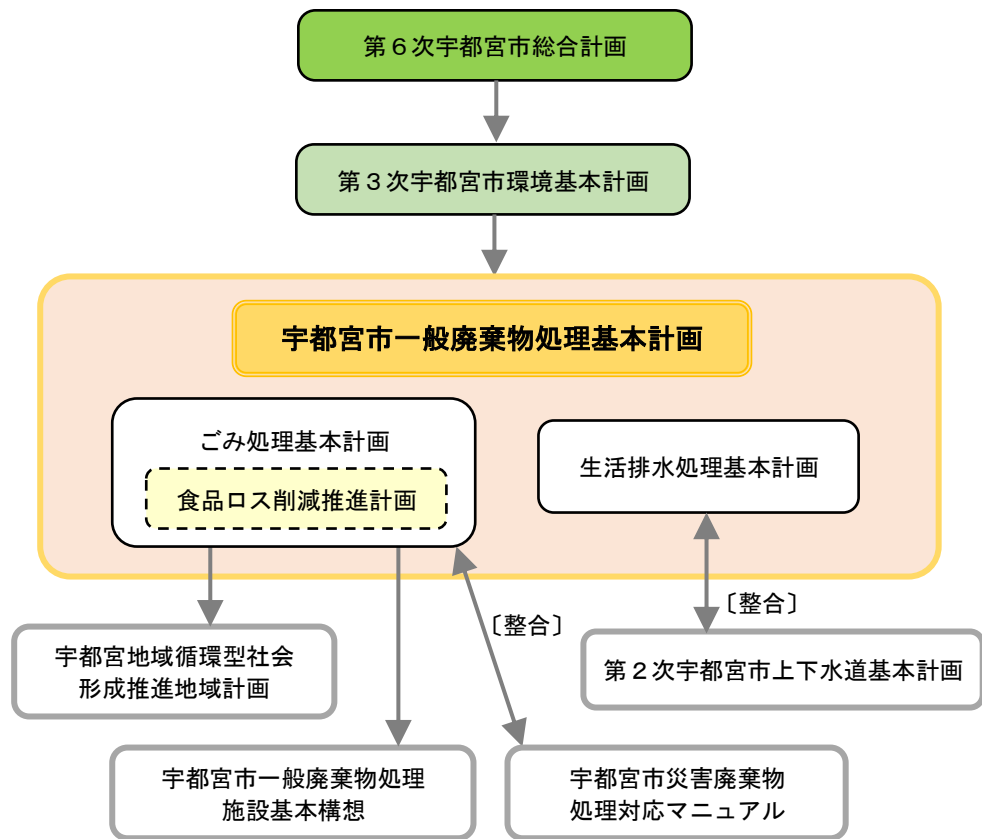 第６次宇都宮市総合計画
第３次宇都宮市環境基本計画
宇都宮市一般廃棄物処理基本計画
ごみ処理基本計画
食品ロス削減推進計画
生活排水処理基本計画
〔整合〕
〔整合〕
宇都宮地域循環型社会
形成推進地域計画
第２次宇都宮市上下水道基本計画
宇都宮市一般廃棄物処理
施設基本構想
宇都宮市災害廃棄物
処理対応マニュアル